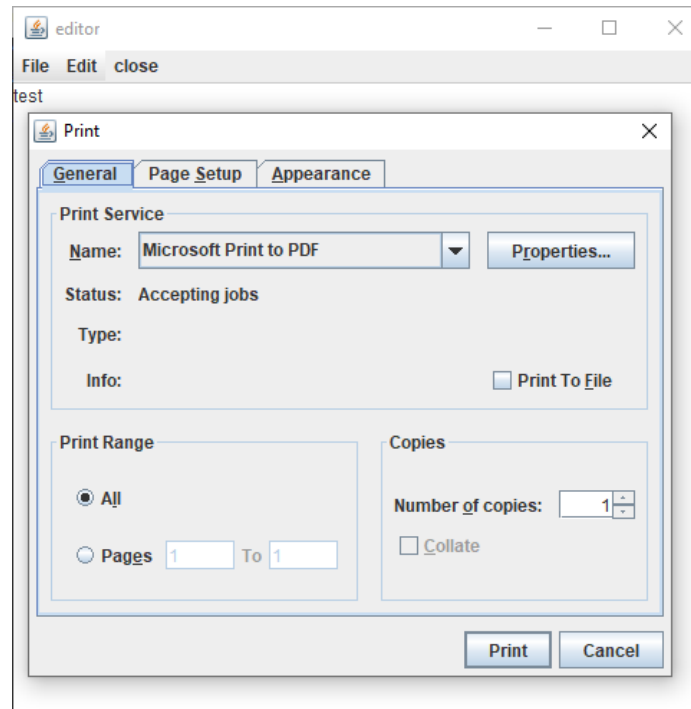 editor
File Edit close
test
Print
General Page Setup Appearance
Print Service
Name: Microsoft Print to PDF Properties...
Status: Accepting jobs
Type:
Info: Print To File
Print Range Copies
All Number of copies: 1
Pages 1 To 1 Collate
Print Cancel